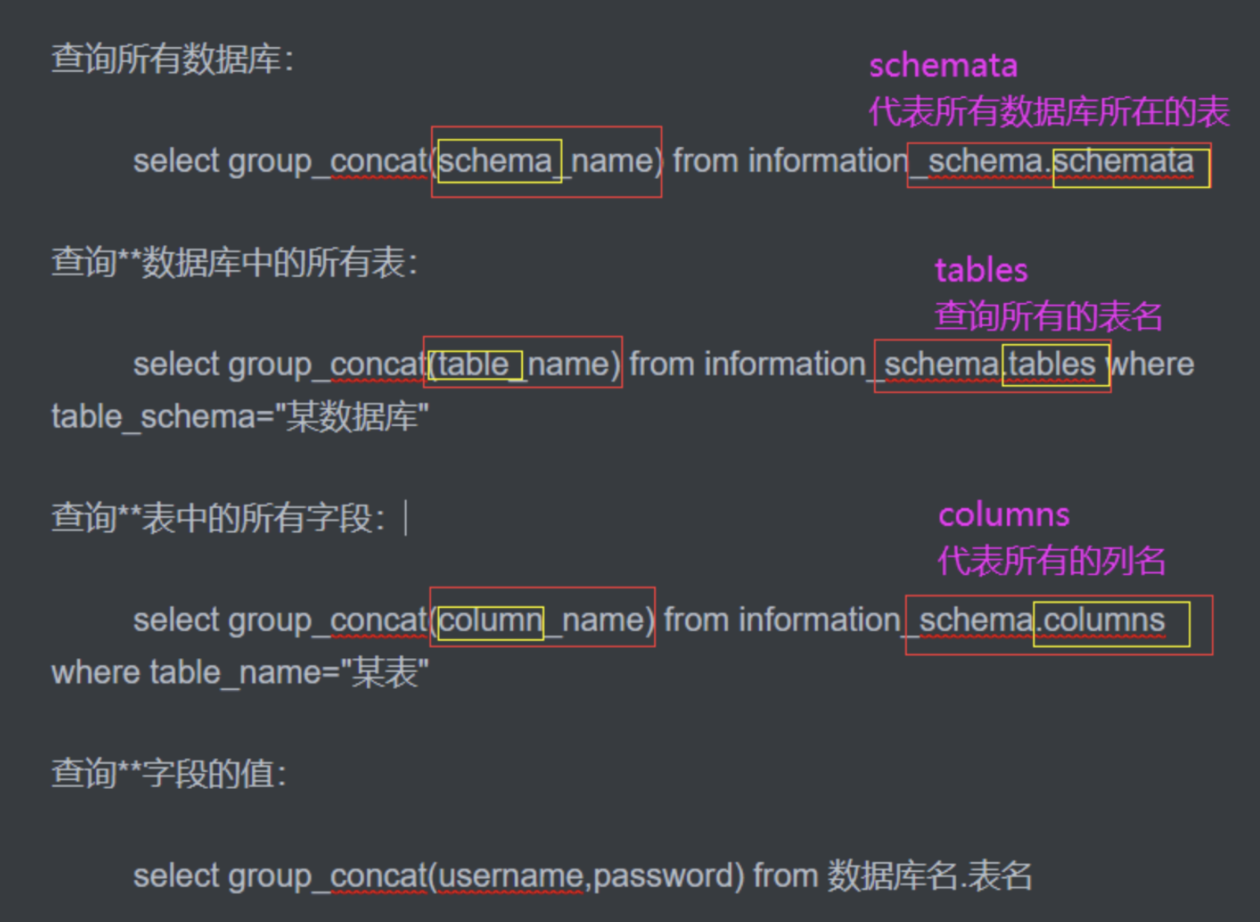 查询所有数据库：
schemata
代表所有数据库所在的表
select group_concat(schema_name) from information_schema.schemata
查询**数据库中的所有表：
tables
查询所有的表名
select group_concat(table_name) from information_schema.tables where
table_schema="某数据库"
查询**表中的所有字段：
columns
代表所有的列名
select group_concat(column_name) from information_schema.columns
where table_name="某表"
查询**字段的值：
select group_concat(username,password) from 数据库名.表名